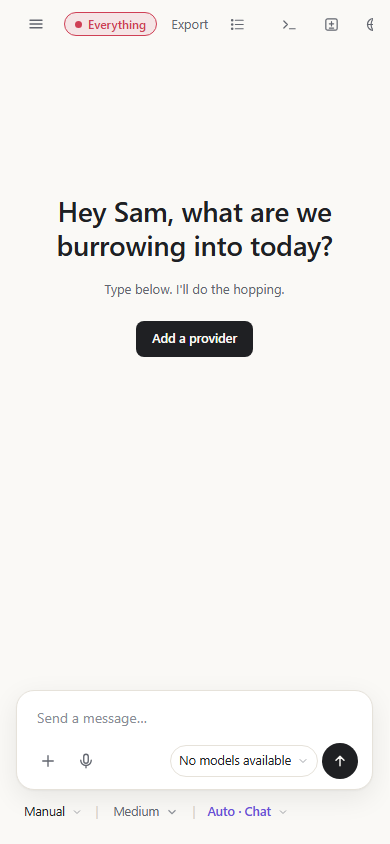 Everything
Export
Hey Sam, what are we
burrowing into today?
Type below. I'll do the hopping.
Add a provider
Send a message...
No models available
Manual
Medium
Auto · Chat